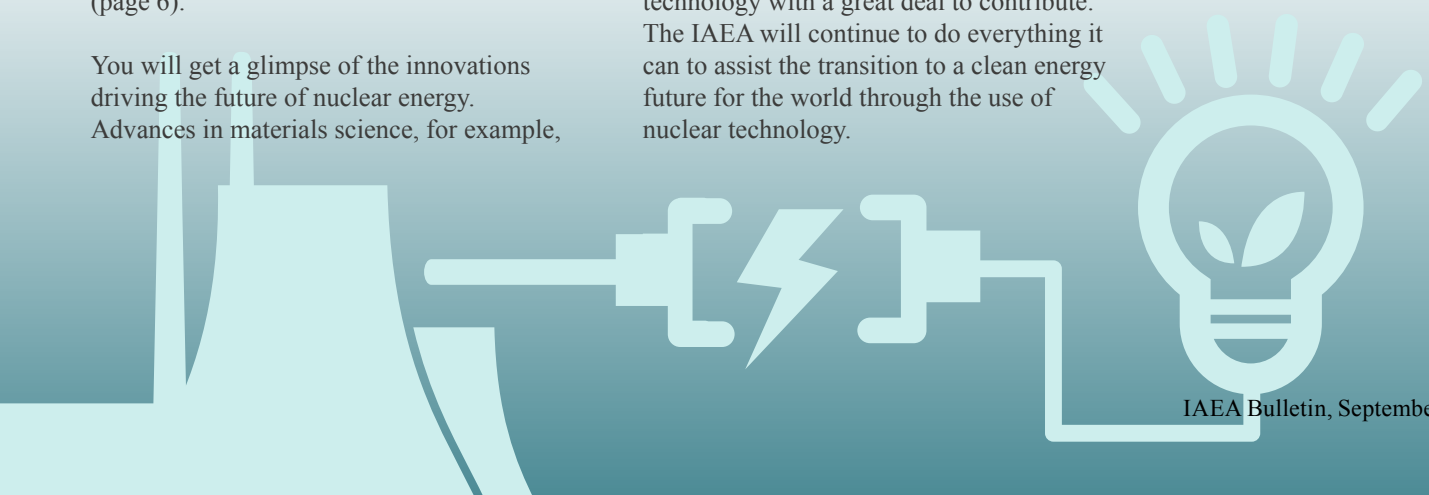 (page 6).
You will get a glimpse of the innovations
driving the future of nuclear energy.
Advances in materials science, for example,
technology with a great deal to contribute.
The IAEA will continue to do everything it
can to assist the transition to a clean energy
future for the world through the use of
nuclear technology.
IAEA Bulletin,